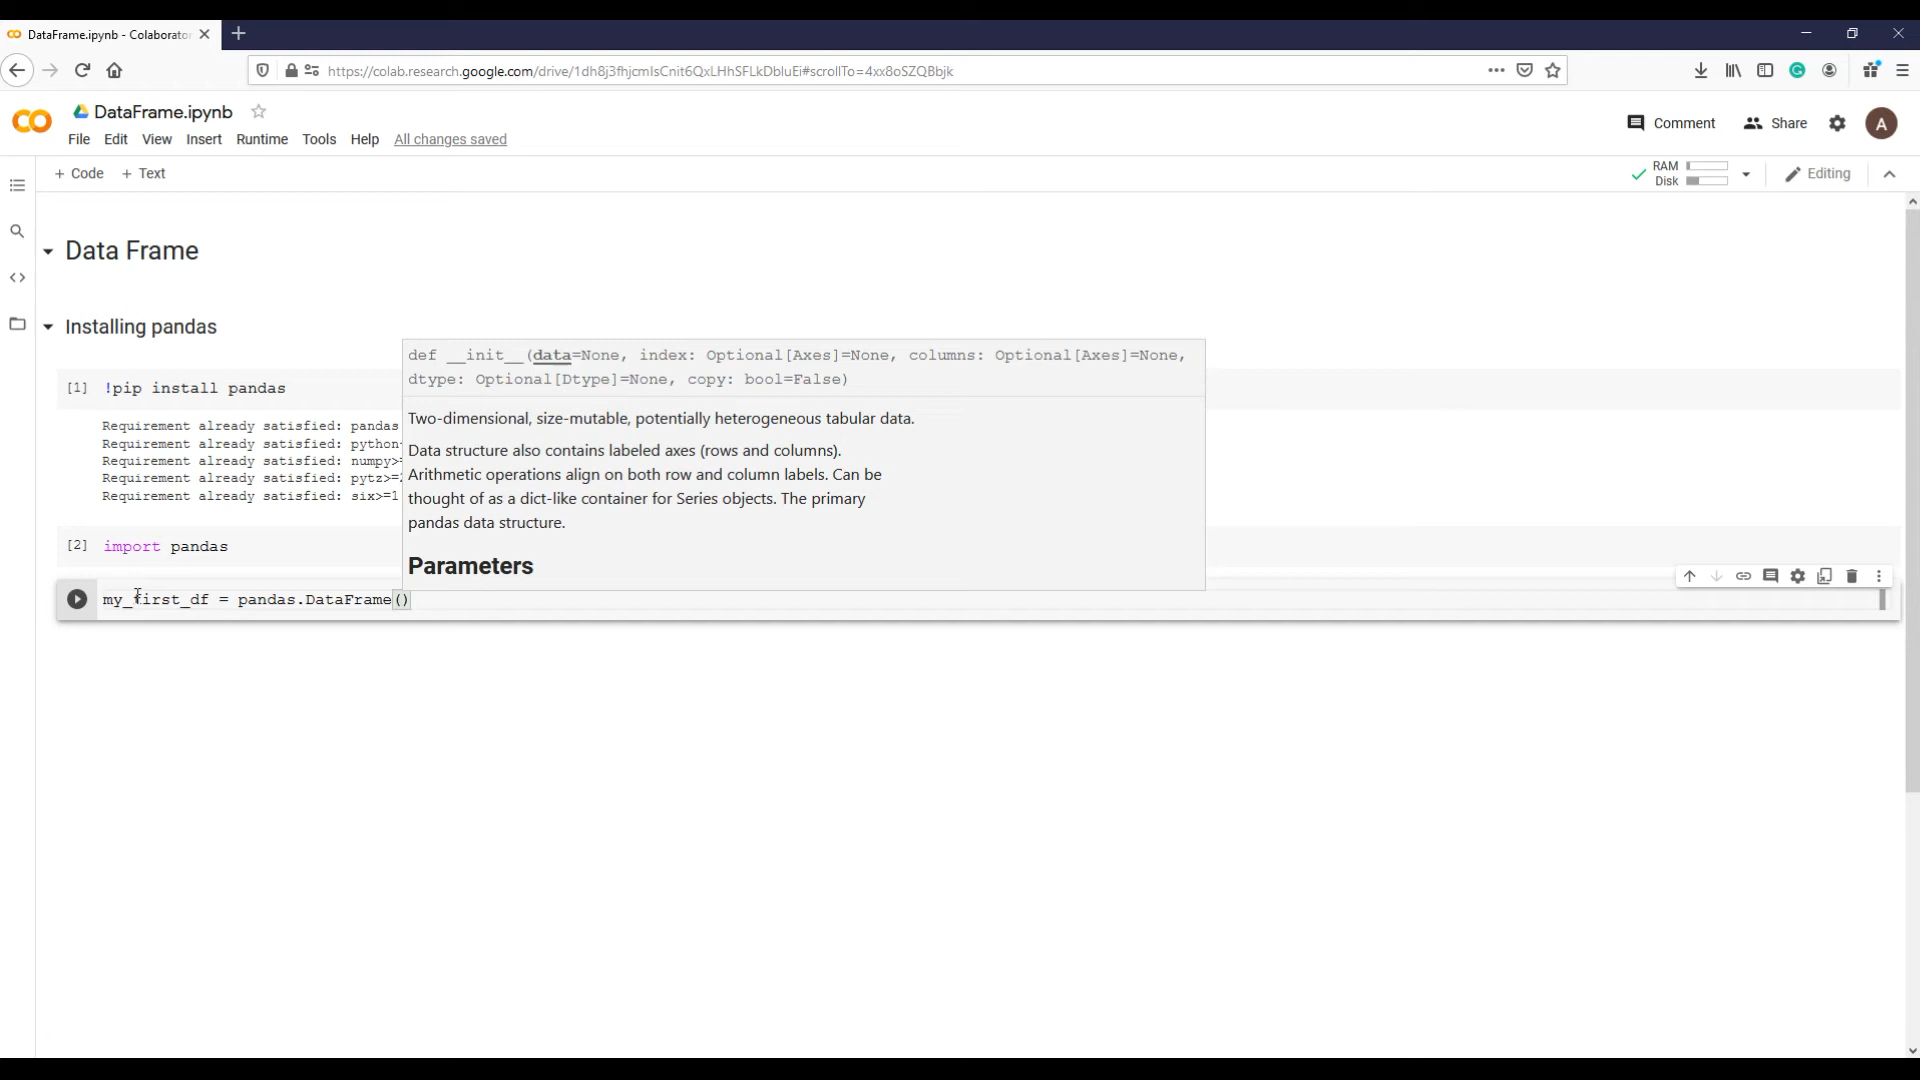 DataFrame.ipynb - Colaborato
https://colab.research.google.com/drive/1dh8j3fhjcmIsCnit6QxLHhSFLkDbluEi#scrollTo=4xx8oSZQBbjk
DataFrame.ipynb
Comment
Share
A
File Edit View Insert Runtime Tools Help All changes saved
+ Code + Text
RAM
Disk
Editing
Data Frame
Installing pandas
def __init__(data=None, index: Optional[Axes]=None, columns: Optional[Axes]=None,
dtype: Optional[Dtype]=None, copy: bool=False)
[1] !pip install pandas
Two-dimensional, size-mutable, potentially heterogeneous tabular data.
Requirement already satisfied: pandas
Requirement already satisfied: python-
Requirement already satisfied: numpy>=
Requirement already satisfied: pytz>=2
Requirement already satisfied: six>=1
Data structure also contains labeled axes (rows and columns).
Arithmetic operations align on both row and column labels. Can be
thought of as a dict-like container for Series objects. The primary
pandas data structure.
[2] import pandas
Parameters
my_first_df = pandas.DataFrame()